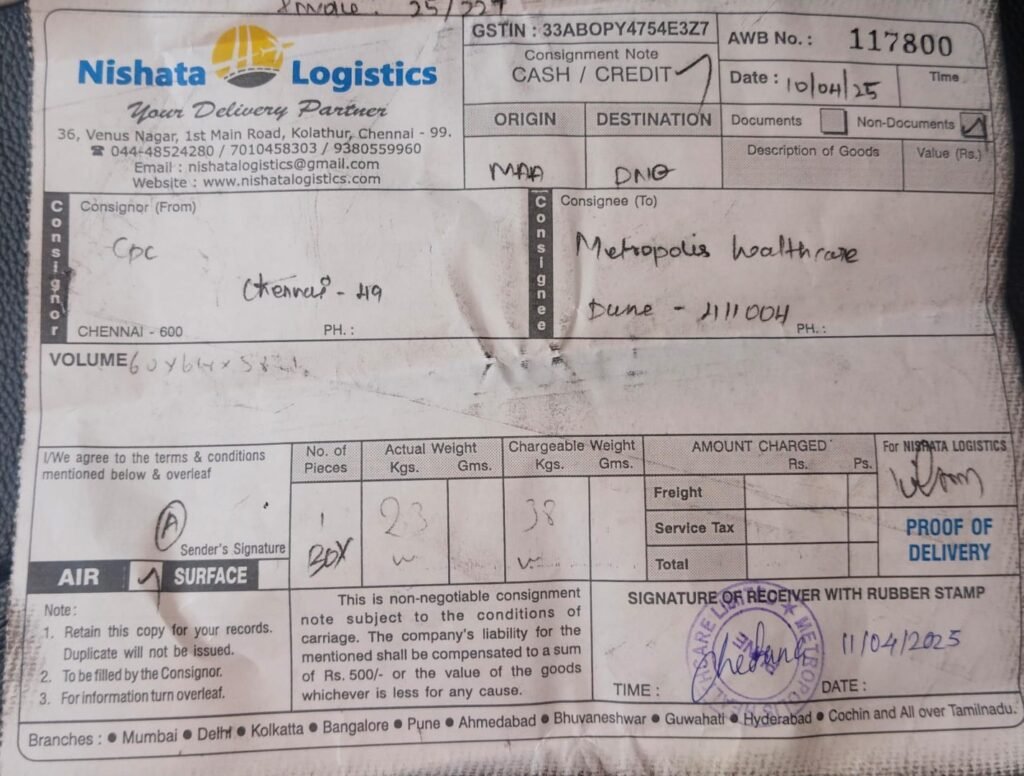 25/227
Nishata Logistics
Your Delivery Partner
36, Venus Nagar, 1st Main Road, Kolathur, Chennai - 99.
☎ 044-48524280 / 7010458303 / 9380559960
Email : nishatalogistics@gmail.com
Website : www.nishatalogistics.com
GSTIN : 33ABOPY4754E3Z7
Consignment Note
CASH / CREDIT ✓
AWB No. : 117800
Date : 10/04/25 Time
ORIGIN DESTINATION
MAA PNQ
Documents Non-Documents ✓
Description of Goods Value (Rs.)
Consignor
Consignor (From)
CPC
Chennai - 49
CHENNAI - 600 PH. :
Consignee
Consignee (To)
Metropolis healthcare
Pune - 411004
PH. :
VOLUME
I/We agree to the terms & conditions
mentioned below & overleaf
A
Sender's Signature
AIR ✓ SURFACE
No. of
Pieces
1
BOX
Actual Weight
Kgs. Gms.
23
Chargeable Weight
Kgs. Gms.
38
AMOUNT CHARGED
Rs. Ps.
Freight
Service Tax
Total
For NISHATA LOGISTICS
PROOF OF
DELIVERY
Note :
1. Retain this copy for your records.
Duplicate will not be issued.
2. To be filled by the Consignor.
3. For information turn overleaf.
This is non-negotiable consignment
note subject to the conditions of
carriage. The company's liability for the
mentioned shall be compensated to a sum
of Rs. 500/- or the value of the goods
whichever is less for any cause.
SIGNATURE OF RECEIVER WITH RUBBER STAMP
METROPOLIS HEALTHCARE LIMITED
PUNE
11/04/2025
TIME : DATE :
Branches : ● Mumbai ● Delhi ● Kolkatta ● Bangalore ● Pune ● Ahmedabad ● Bhuvaneshwar ● Guwahati ● Hyderabad ● Cochin and All over Tamilnadu.